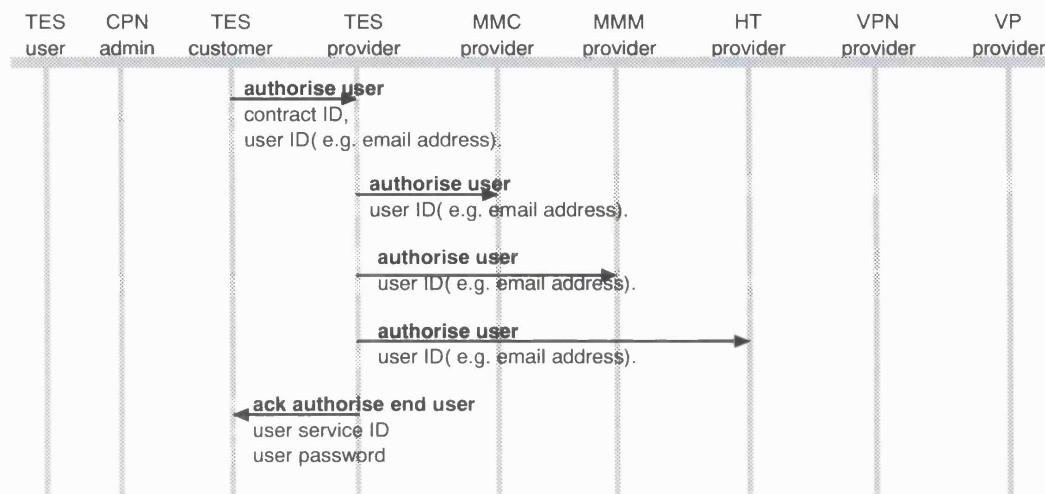 TES CPN TES TES MMC MMM HT VPN VP
user admin customer provider provider provider provider provider provider
authorise user
contract ID,
user ID( e.g. email address).
authorise user
user ID( e.g. email address).
authorise user
user ID( e.g. email address).
authorise user
user ID( e.g. email address).
ack authorise end user
user service ID
user password